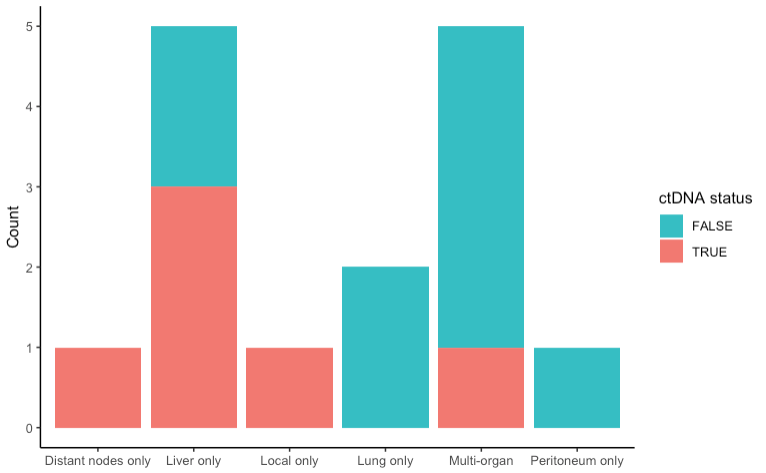 Count
5
4
3
2
1
0
Distant nodes only
Liver only
Local only
Lung only
Multi-organ
Peritoneum only
ctDNA status
FALSE
TRUE